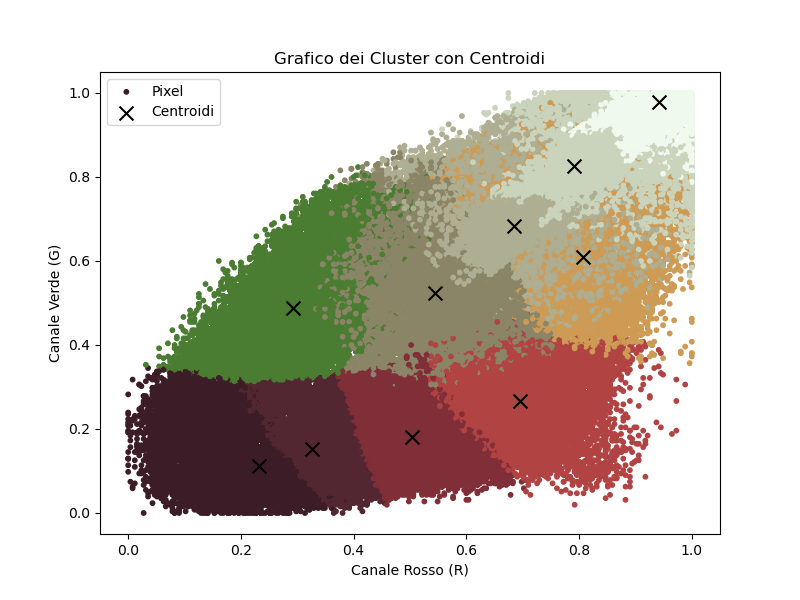 Grafico dei Cluster con Centroidi
Pixel
Centroidi
Canale Verde (G)
1.0
0.8
0.6
0.4
0.2
0.0
0.0 0.2 0.4 0.6 0.8 1.0
Canale Rosso (R)